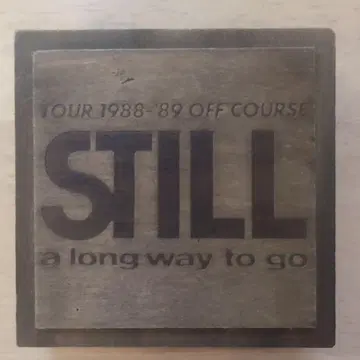 TOUR 1988-'89 OFF COURSE
STILL
a long way to go